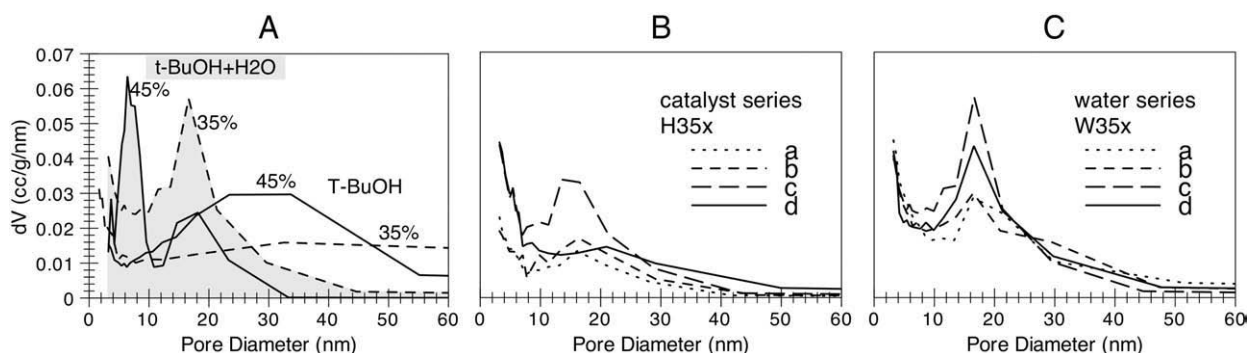 A
B
C
0.07
0.06
0.05
0.04
0.03
0.02
0.01
0
dV (cc/g/nm)
t-BuOH+H2O
45%
35%
45%
T-BuOH
35%
0 10 20 30 40 50 60
Pore Diameter (nm)
catalyst series
H35x
a
b
c
d
0 10 20 30 40 50 60
Pore Diameter (nm)
water series
W35x
a
b
c
d
0 10 20 30 40 50 60
Pore Diameter (nm)